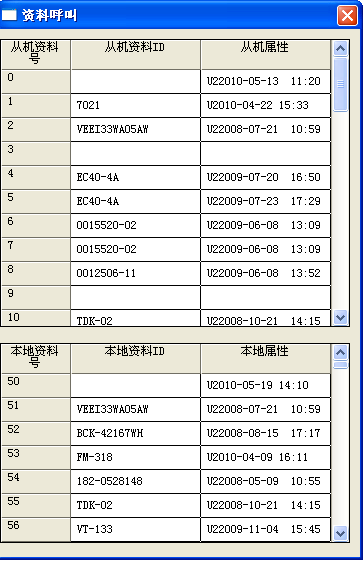 资料呼叫
从机资料号 从机资料ID 从机属性
0 U22010-05-13 11:20
1 7021 U2010-04-22 15:33
2 VEEI33WA05AW U22008-07-21 10:59
3
4 EC40-4A U22009-07-20 16:50
5 EC40-4A U22009-07-23 17:29
6 0015520-02 U22009-06-08 13:09
7 0015520-02 U22009-06-08 13:09
8 0012506-11 U22009-06-08 13:52
9
10 TDK-02 U22008-10-21 14:15
本地资料号 本地资料ID 本地属性
50 U2010-05-19 14:10
51 VEEI33WA05AW U22008-07-21 10:59
52 BCK-42167WH U22008-08-15 17:17
53 FM-318 U2010-04-09 16:11
54 182-0528148 U22008-05-09 10:55
55 TDK-02 U22008-10-21 14:15
56 VT-133 U22009-11-04 15:45